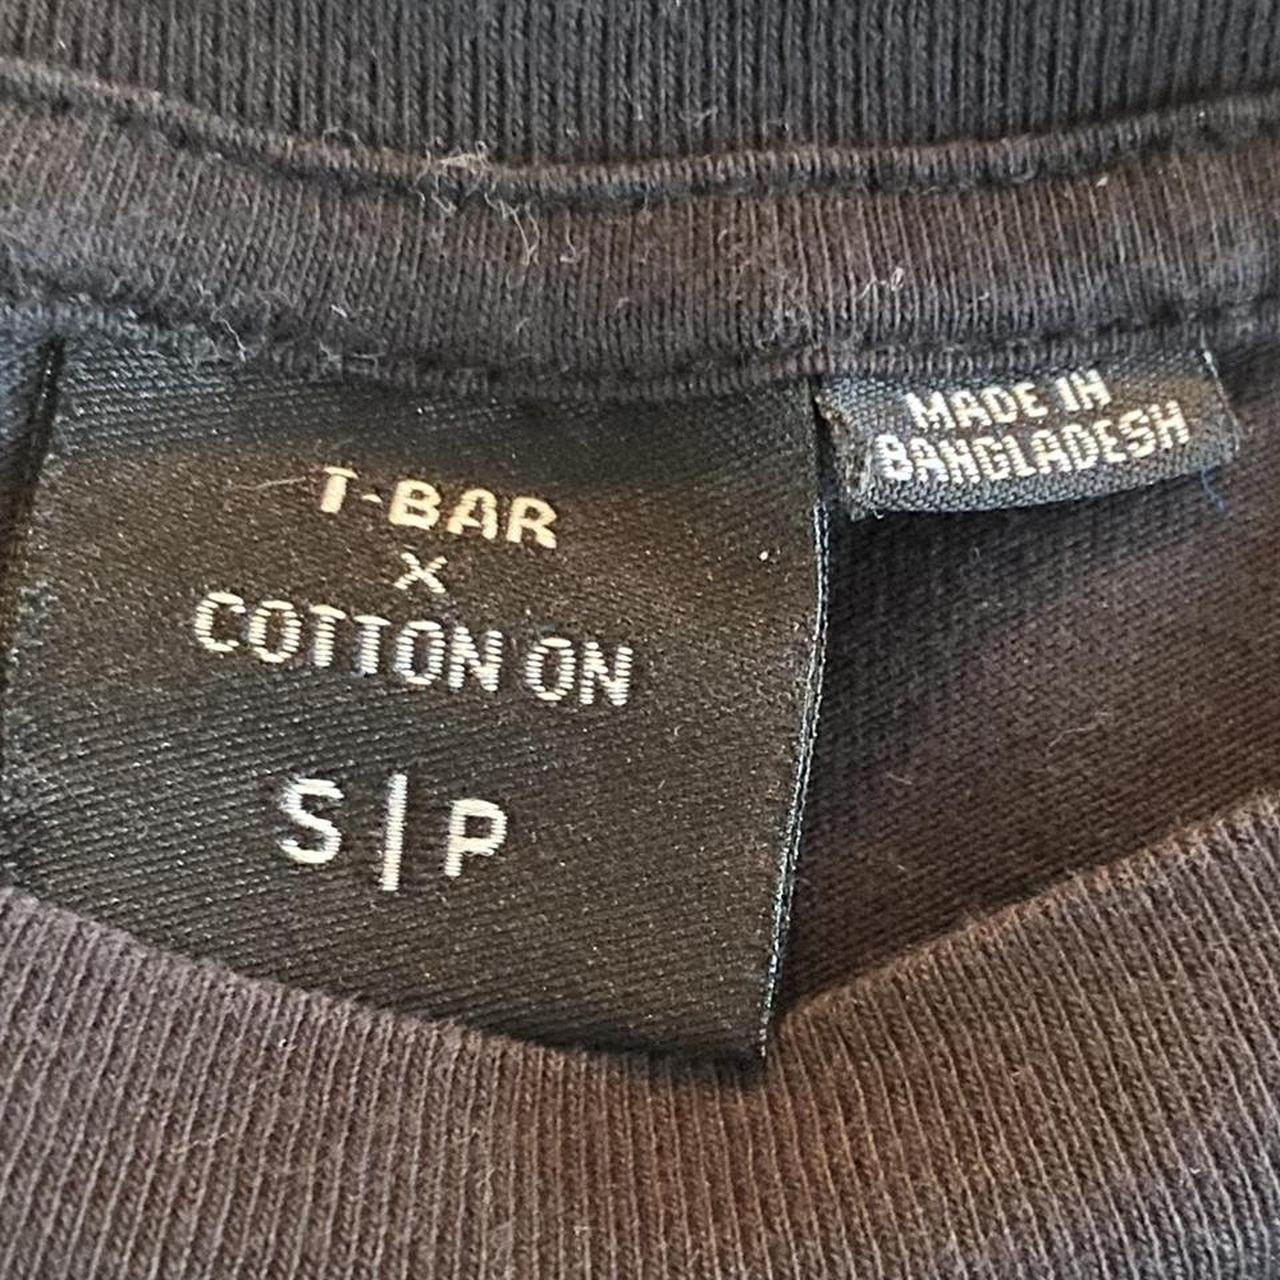 T-BAR
X
COTTON ON
S|P
MADE IN
BANGLADESH